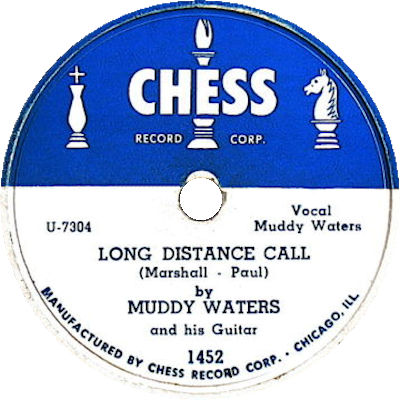 CHESS
RECORD CORP.
U-7304
Vocal
Muddy Waters
LONG DISTANCE CALL
(Marshall - Paul)
by
MUDDY WATERS
and his Guitar
1452
MANUFACTURED BY CHESS RECORD CORP. · CHICAGO, ILL.